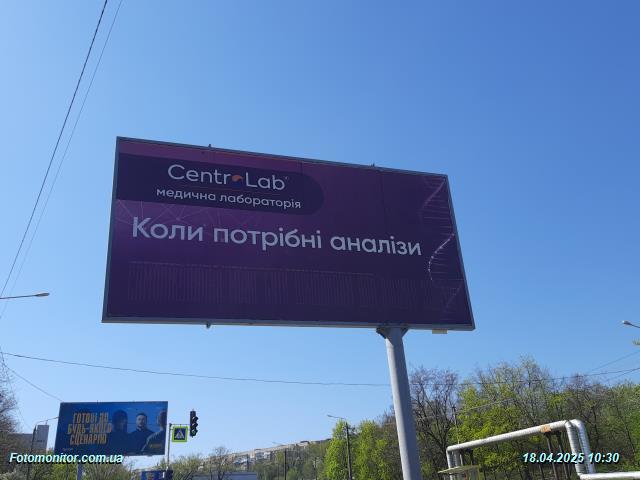 CentroLab
медична лабораторія
Коли потрібні аналізи
ГОТОВІ ДО
БУДЬ-ЯКОГО
СЦЕНАРІЮ
Fotomonitor.com.ua
18.04.2025 10:30